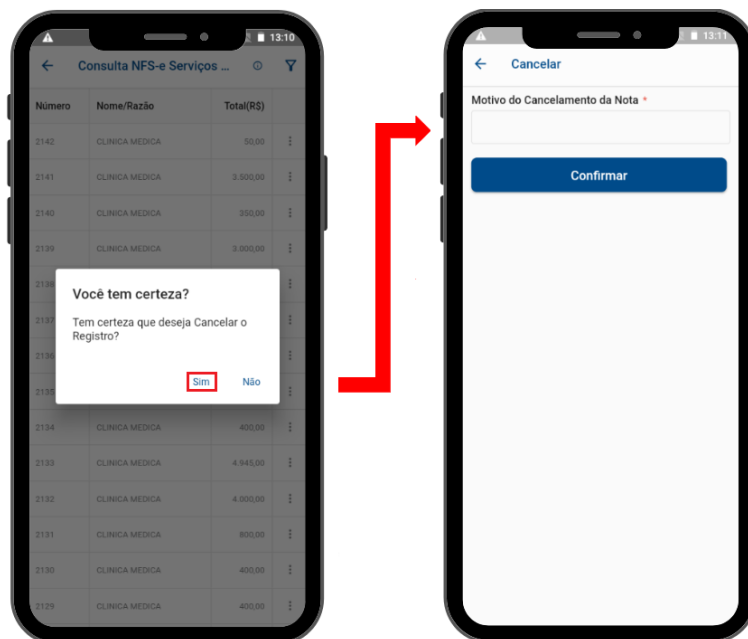 13:10
Consulta NFS-e Serviços ...
Número Nome/Razão Total(R$)
2142 CLINICA MEDICA 50,00
2141 CLINICA MEDICA 3.500,00
2140 CLINICA MEDICA 350,00
2139 CLINICA MEDICA 3.000,00
2138
Você tem certeza?
2137
Tem certeza que deseja Cancelar o
Registro?
2136
Sim Não
2135
2134 CLINICA MEDICA 400,00
2133 CLINICA MEDICA 4.945,00
2132 CLINICA MEDICA 4.000,00
2131 CLINICA MEDICA 800,00
2130 CLINICA MEDICA 400,00
2129 CLINICA MEDICA 400,00
13:11
Cancelar
Motivo do Cancelamento da Nota *
Confirmar